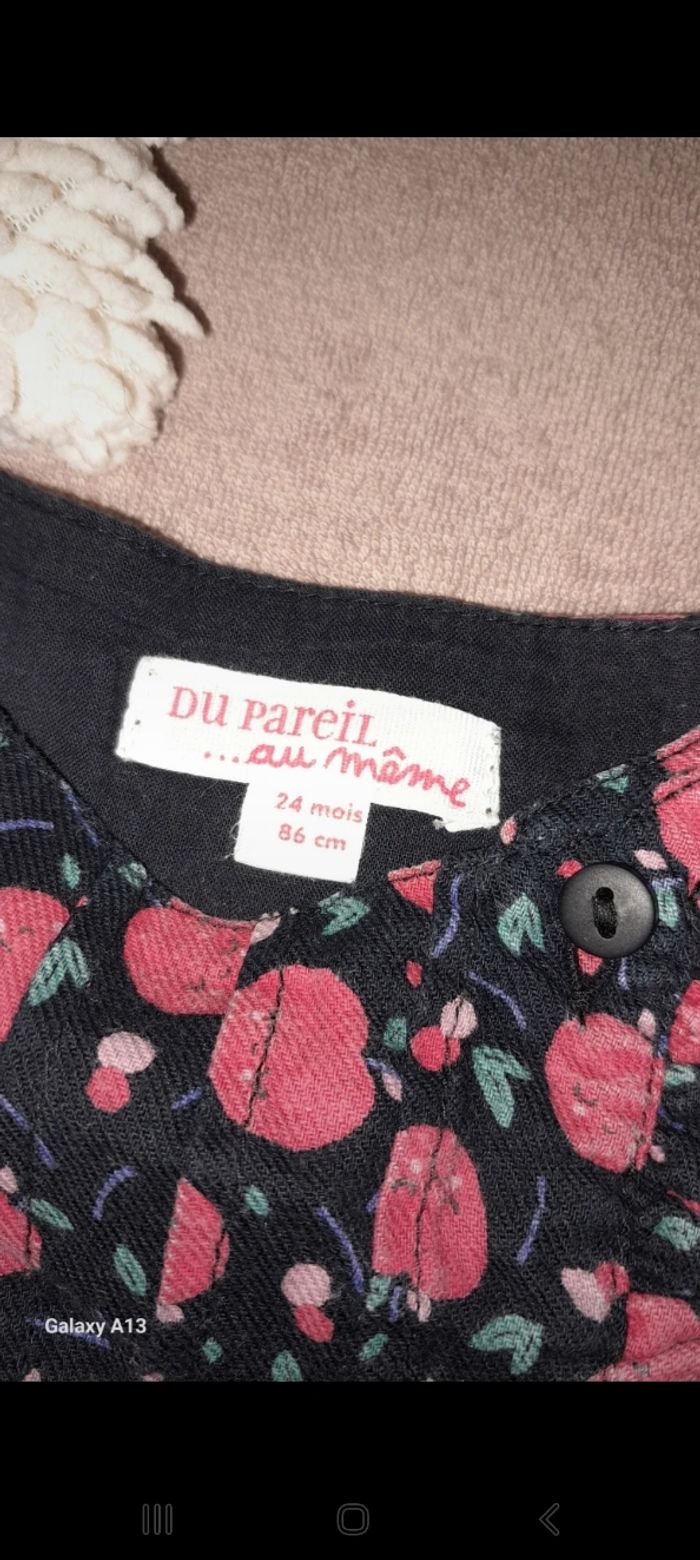 DU PAREIL
...au même
24 mois
86 cm
Galaxy A13